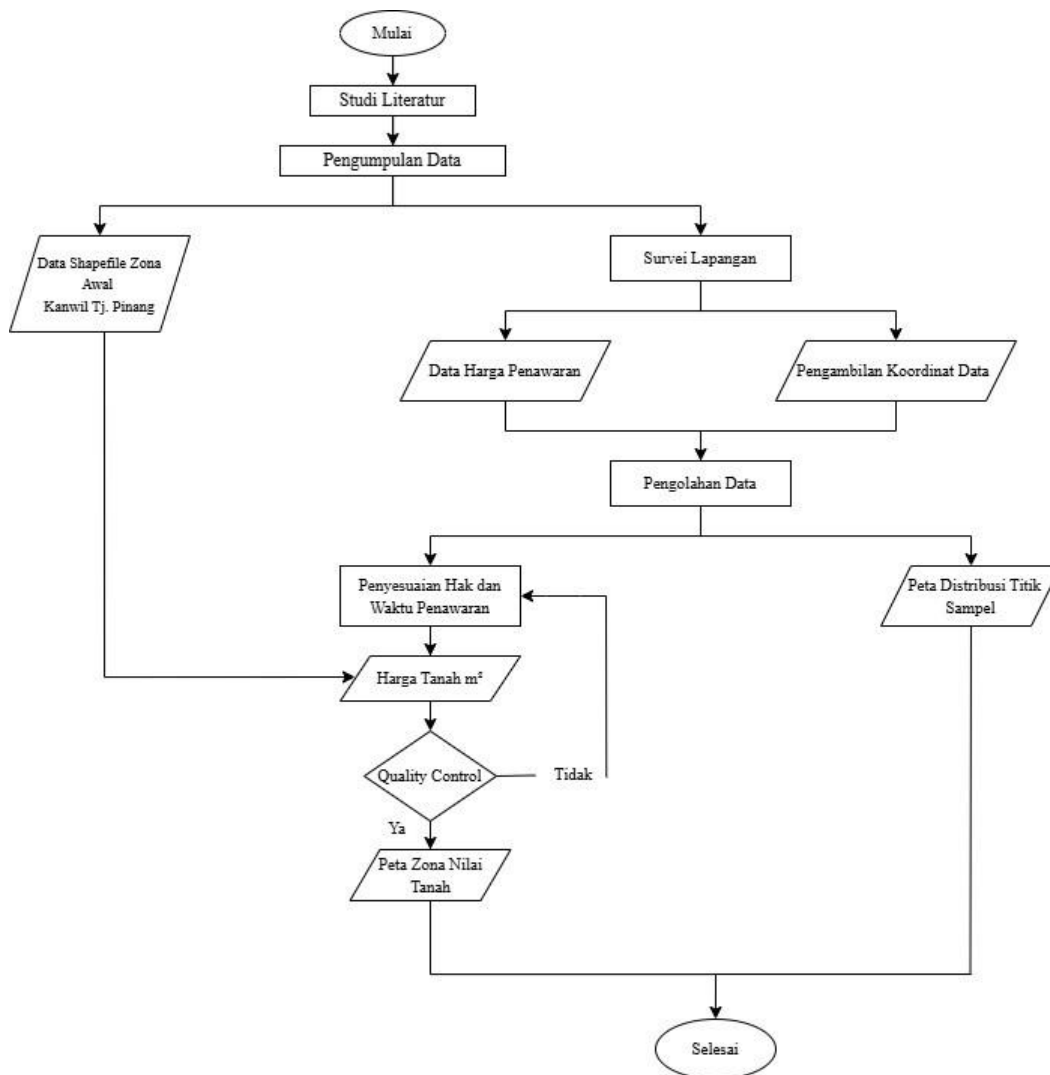 Mulai
Studi Literatur
Pengumpulan Data
Data Shapefile Zona
Awal
Kanwil Tj. Pinang
Survei Lapangan
Data Harga Penawaran
Pengambilan Koordinat Data
Pengolahan Data
Penyesuaian Hak dan
Waktu Penawaran
Peta Distribusi Titik
Sampel
Harga Tanah m²
Quality Control
Tidak
Ya
Peta Zona Nilai
Tanah
Selesai